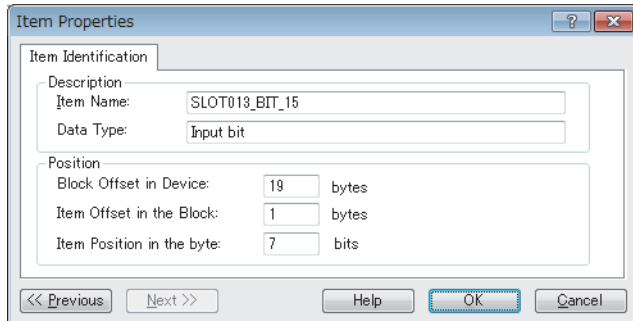 Item Properties
Item Identification
Description
Item Name: SLOT013_BIT_15
Data Type: Input bit
Position
Block Offset in Device: 19 bytes
Item Offset in the Block: 1 bytes
Item Position in the byte: 7 bits
<< Previous Next >> Help OK Cancel